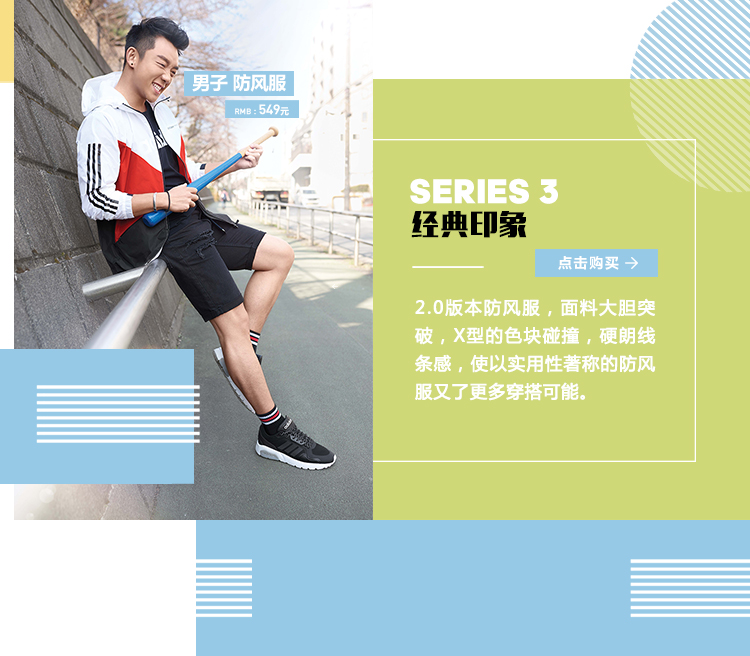 男子 防风服
RMB：549元
SERIES 3
经典印象
点击购买 →
2.0版本防风服，面料大胆突
破，X型的色块碰撞，硬朗线
条感，使以实用性著称的防风
服又了更多穿搭可能。